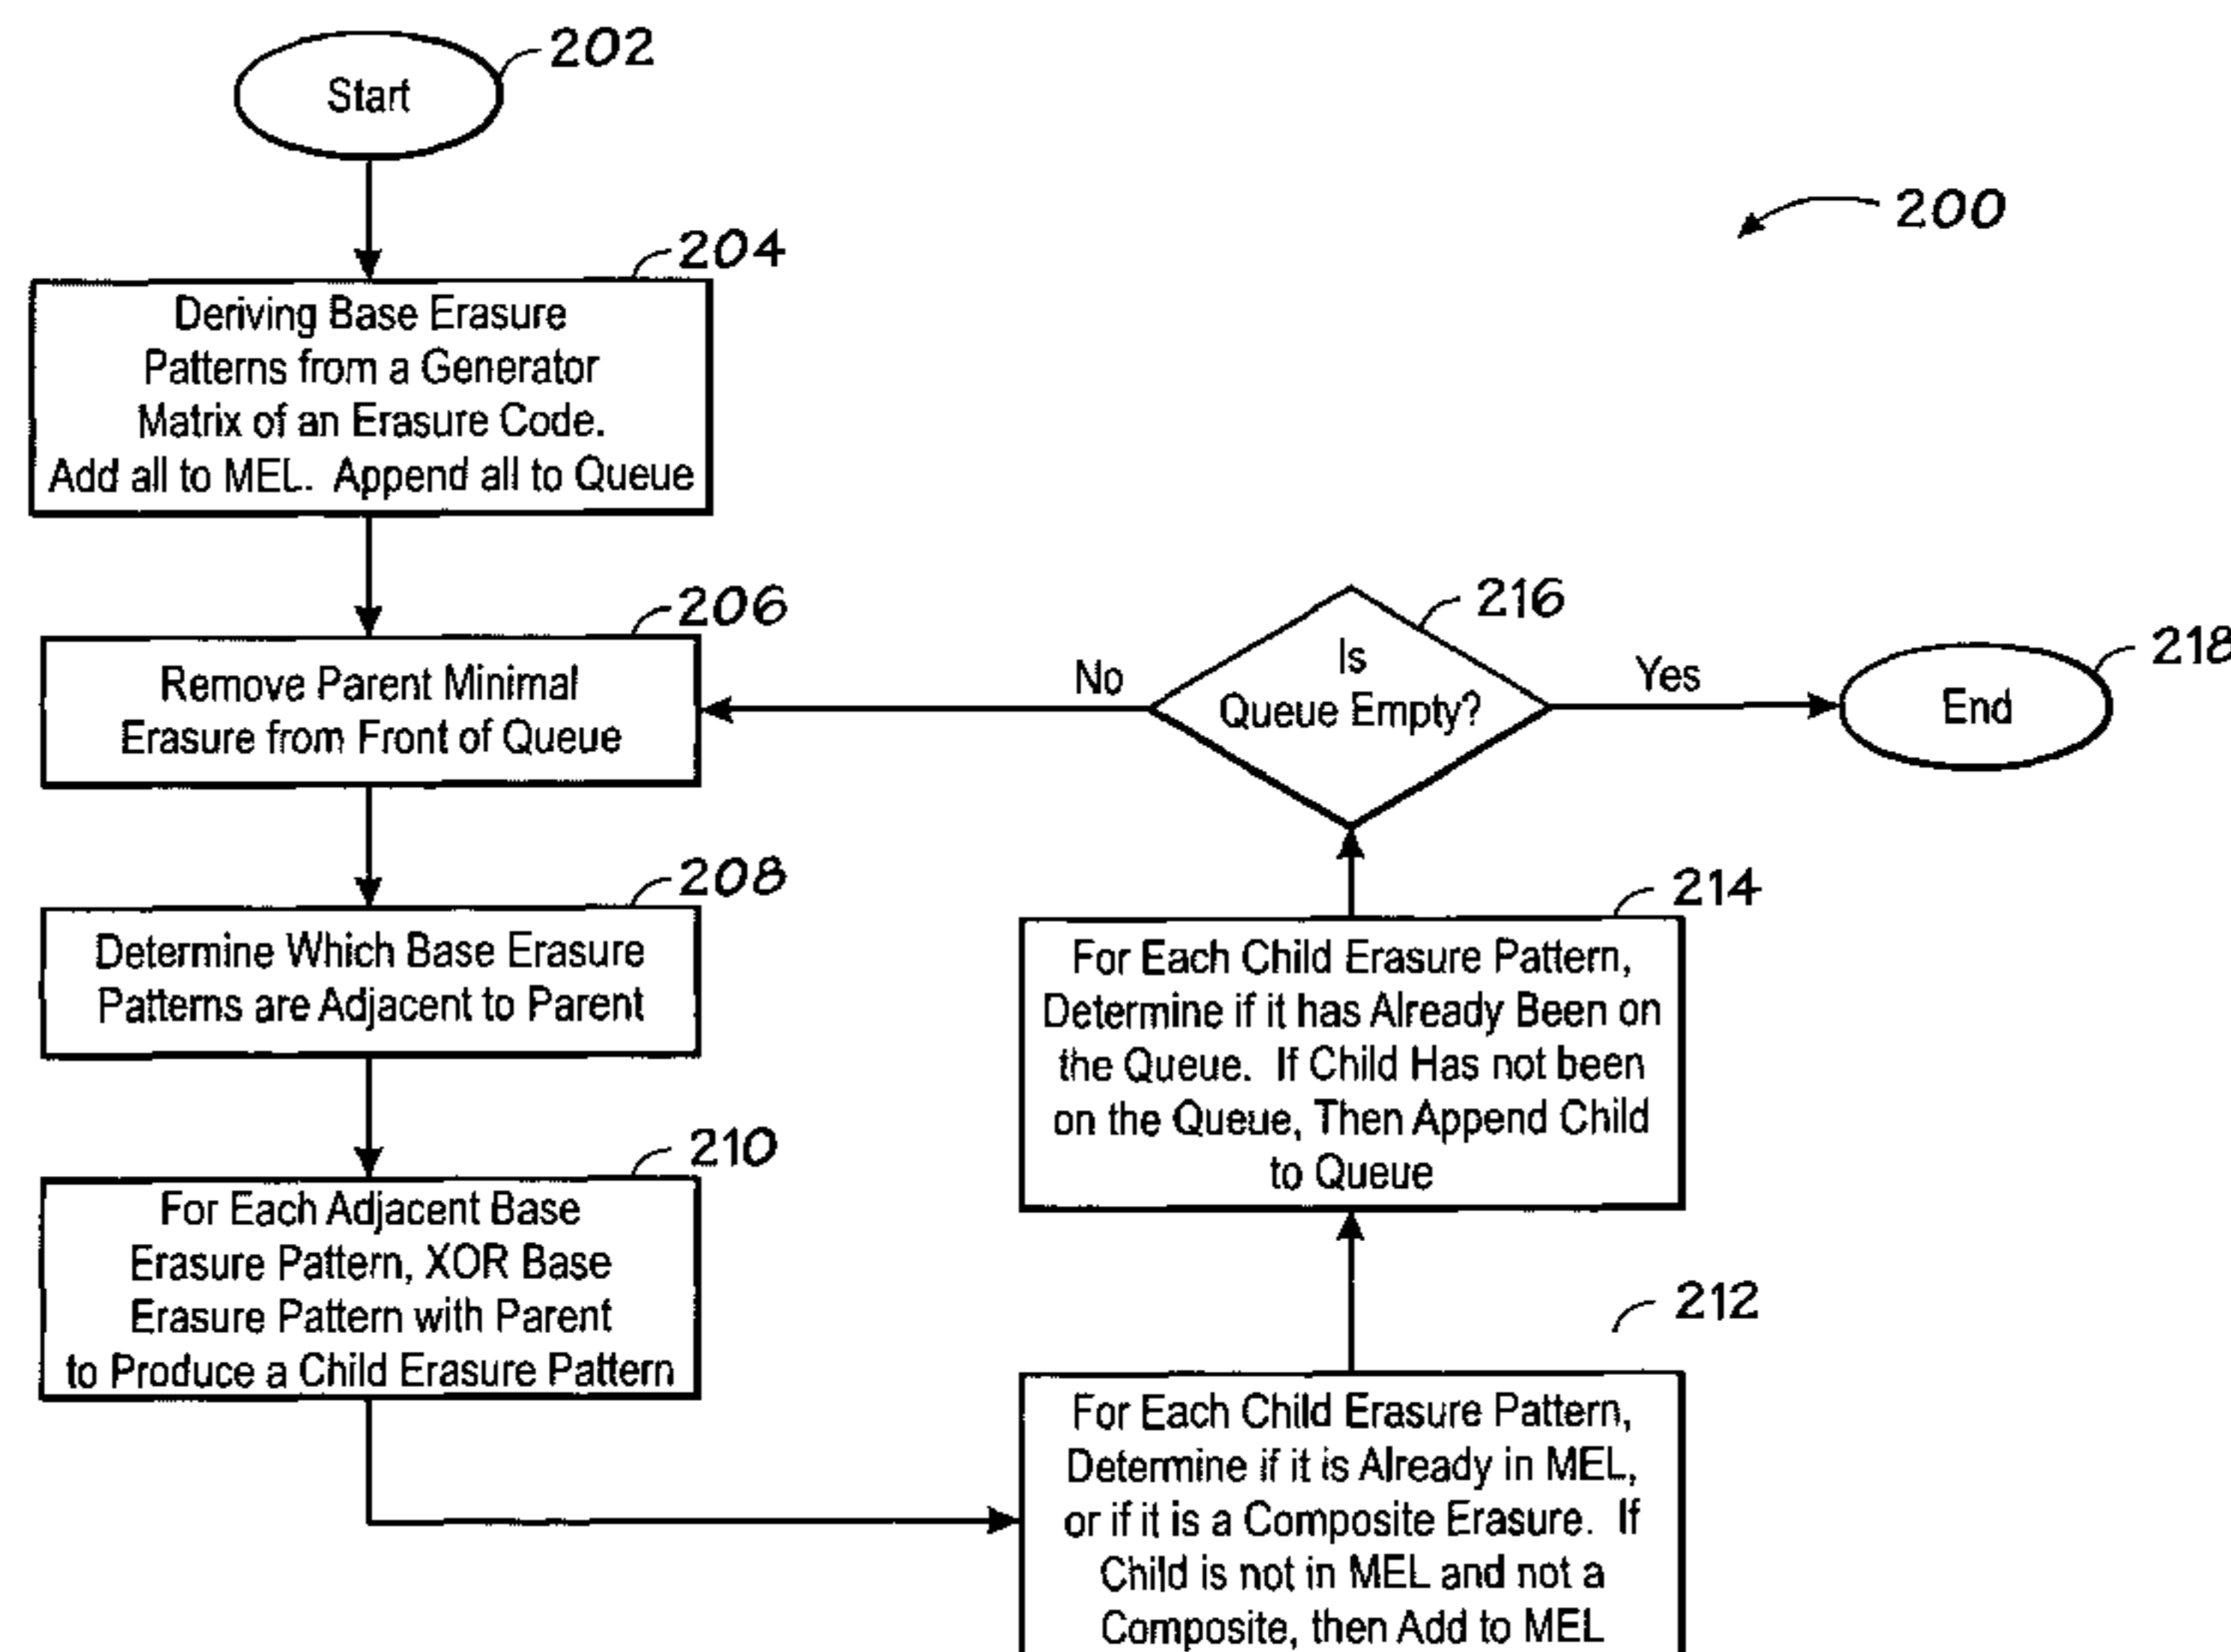 202
Start
200
204
Deriving Base Erasure
Patterns from a Generator
Matrix of an Erasure Code.
Add all to MEL. Append all to Queue
206
Remove Parent Minimal
Erasure from Front of Queue
216
Is
Queue Empty?
No
Yes
218
End
208
Determine Which Base Erasure
Patterns are Adjacent to Parent
210
For Each Adjacent Base
Erasure Pattern, XOR Base
Erasure Pattern with Parent
to Produce a Child Erasure Pattern
214
For Each Child Erasure Pattern,
Determine if it has Already Been on
the Queue. If Child Has not been
on the Queue, Then Append Child
to Queue
212
For Each Child Erasure Pattern,
Determine if it is Already in MEL,
or if it is a Composite Erasure. If
Child is not in MEL and not a
Composite, then Add to MEL